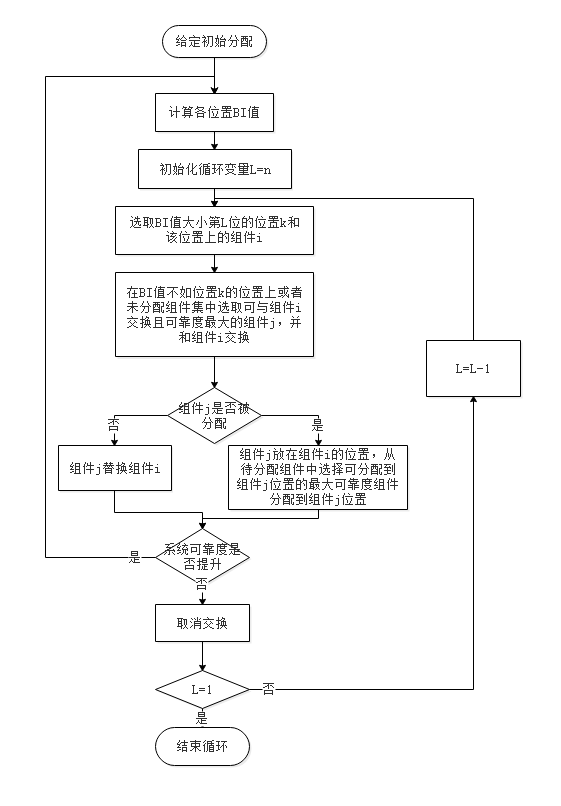 给定初始分配
计算各位置BI值
初始化循环变量L=n
选取BI值大小第L位的位置k和
该位置上的组件i
在BI值不如位置k的位置上或者
未分配组件集中选取可与组件i
交换且可靠度最大的组件j，并
和组件i交换
L=L-1
组件j是否被
分配
否
是
组件j替换组件i
组件j放在组件i的位置，从
待分配组件中选择可分配到
组件j位置的最大可靠度组件
分配到组件j位置
系统可靠度是
否提升
是
否
取消交换
L=1
否
是
结束循环